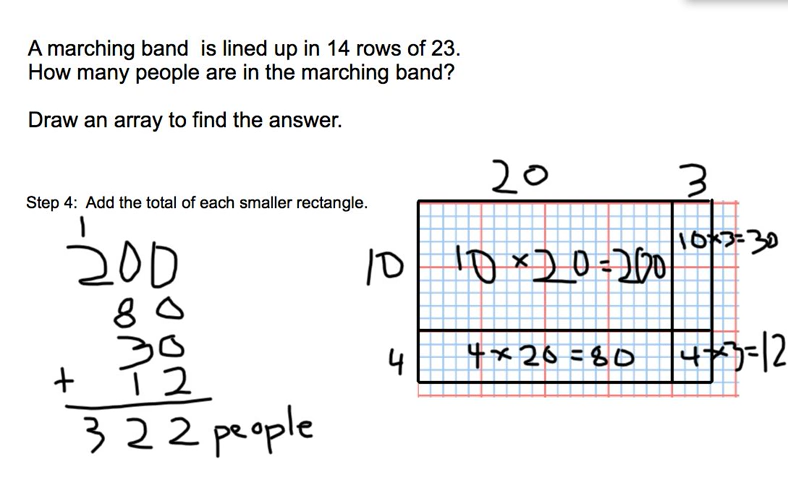 A marching band is lined up in 14 rows of 23.
How many people are in the marching band?
Draw an array to find the answer.
Step 4: Add the total of each smaller rectangle.
1
200
80
30
+ 12
322 people
20 3
10
4
10 × 20 = 200
10×3=30
4 × 20 = 80
4×3=12